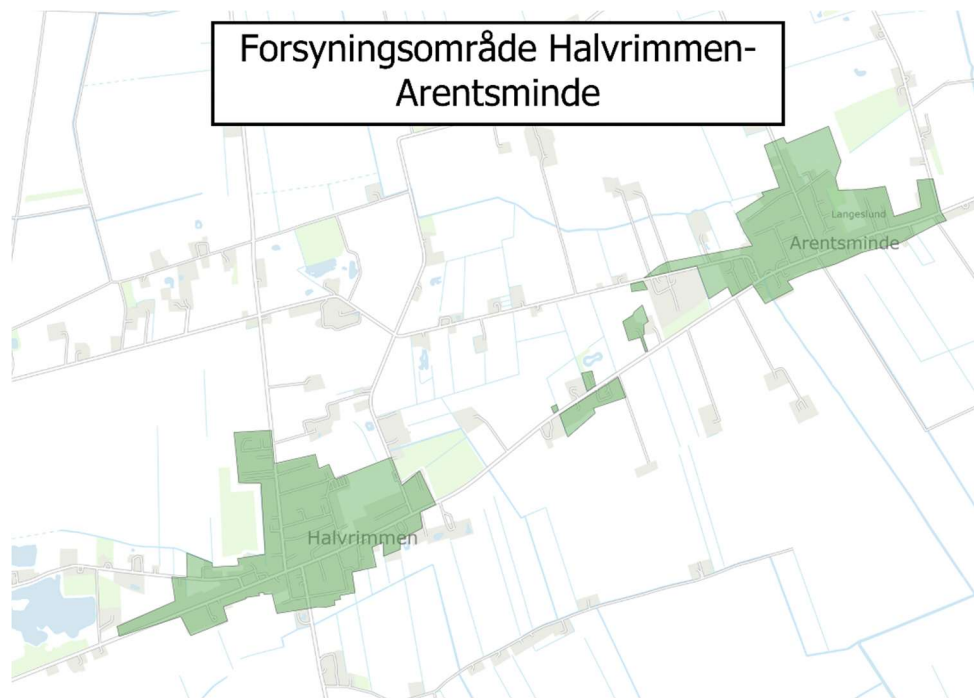 Forsyningsområde Halvrimmen-
Arentsminde
Langeslund
Arentsminde
Halvrimmen